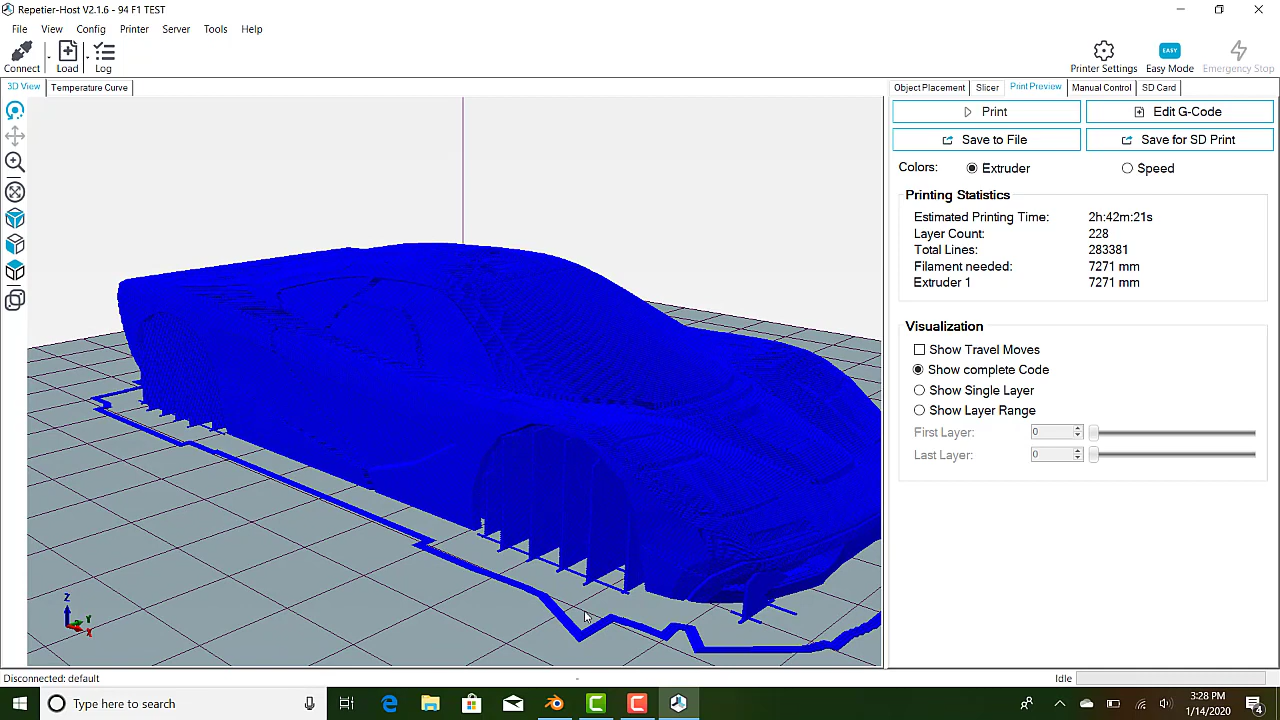 Repetier-Host V2.1.6 - 94 F1 TEST
File View Config Printer Server Tools Help
Connect Load Log Printer Settings EASY Easy Mode Emergency Stop
3D View Temperature Curve Object Placement Slicer Print Preview Manual Control SD Card
Print Edit G-Code
Save to File Save for SD Print
Colors: Extruder Speed
Printing Statistics
Estimated Printing Time: 2h:42m:21s
Layer Count: 228
Total Lines: 283381
Filament needed: 7271 mm
Extruder 1 7271 mm
Visualization
Show Travel Moves
Show complete Code
Show Single Layer
Show Layer Range
First Layer: 0
Last Layer: 0
Z
Y
X
Disconnected: default - Idle
Type here to search
3:28 PM
1/14/2020
4